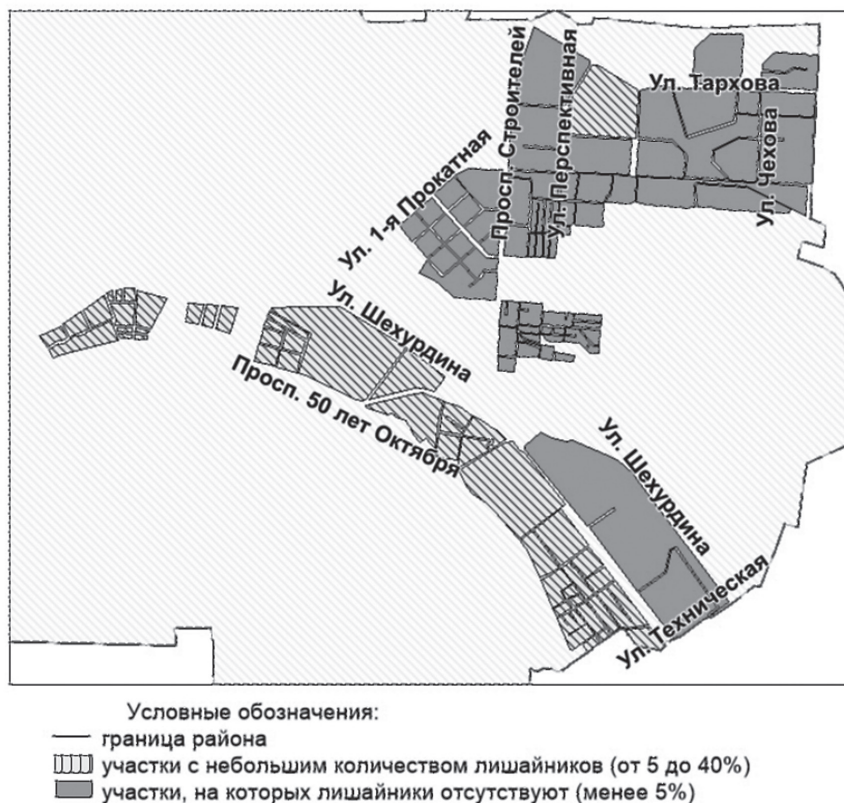 Ул. Тархова
Просп. Строителей
Ул. Перспективная
Ул. Чехова
Ул. 1-я Прокатная
Ул. Шехурдина
Просп. 50 лет Октября
Ул. Шехурдина
Ул. Техническая
Условные обозначения:
граница района
участки с небольшим количеством лишайников (от 5 до 40%)
участки, на которых лишайники отсутствуют (менее 5%)